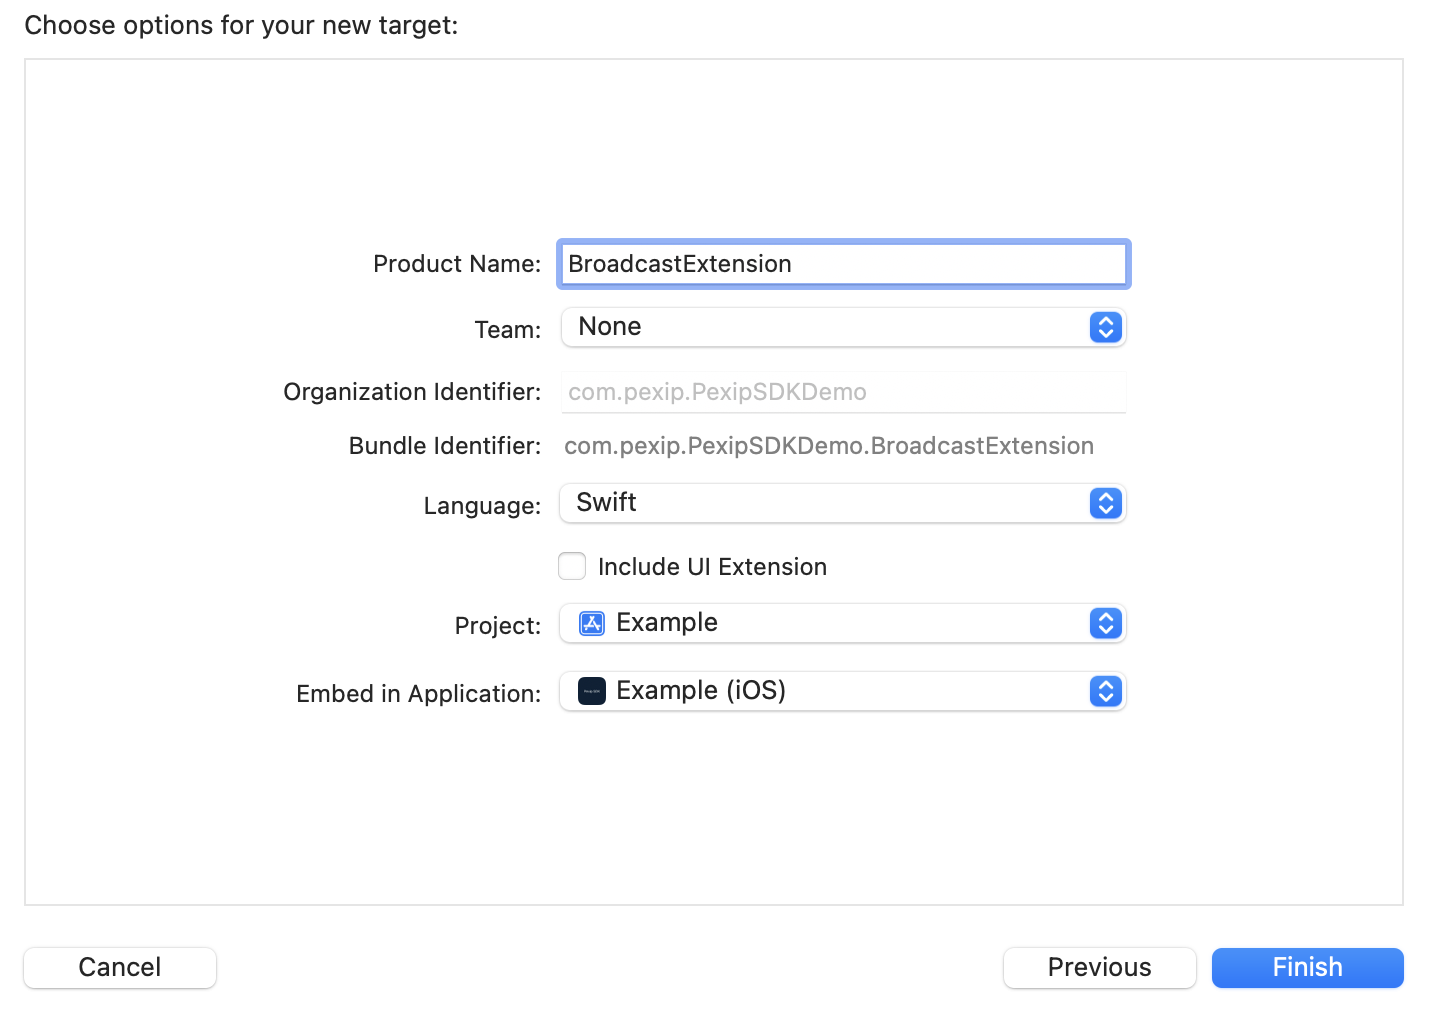 Choose options for your new target:
Product Name: BroadcastExtension
Team: None
Organization Identifier: com.pexip.PexipSDKDemo
Bundle Identifier: com.pexip.PexipSDKDemo.BroadcastExtension
Language: Swift
Include UI Extension
Project: Example
Embed in Application: Example (iOS)
Cancel Previous Finish